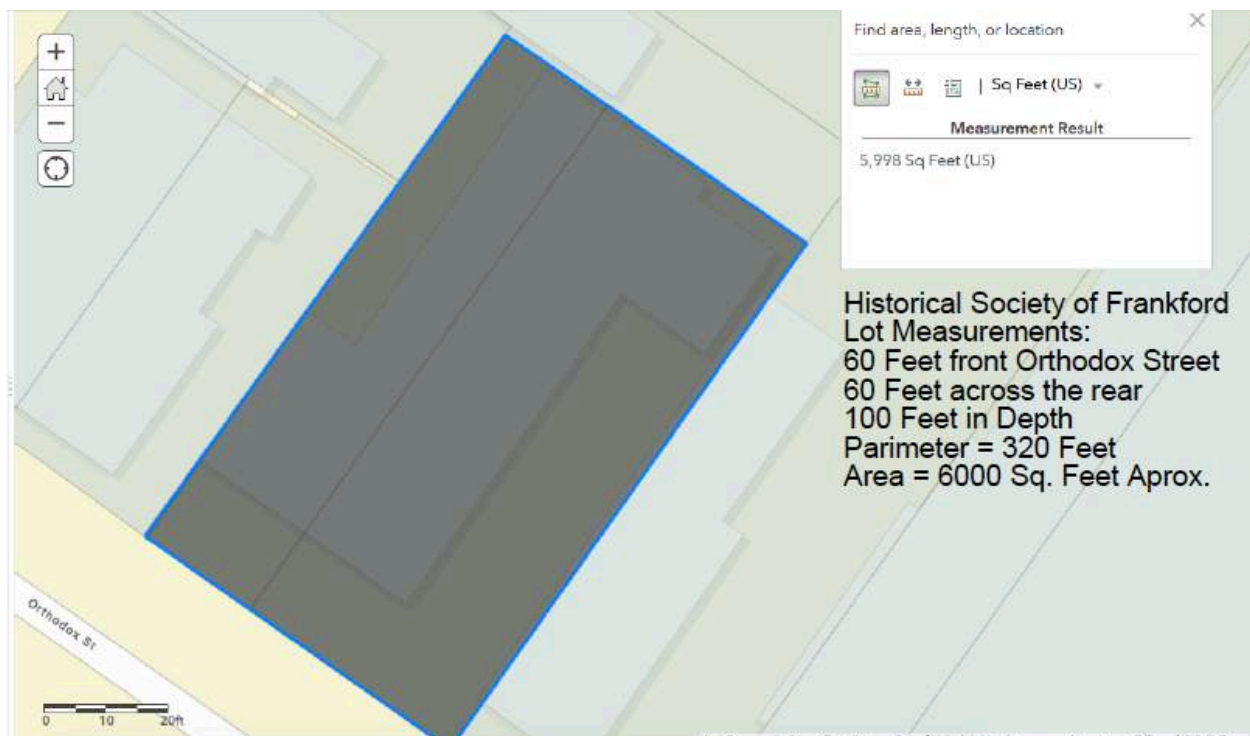 Find area, length, or location
| Sq Feet (US)
Measurement Result
5,998 Sq Feet (US)
Historical Society of Frankford
Lot Measurements:
60 Feet front Orthodox Street
60 Feet across the rear
100 Feet in Depth
Parimeter = 320 Feet
Area = 6000 Sq. Feet Aprox.
Orthodox St
0 10 20ft